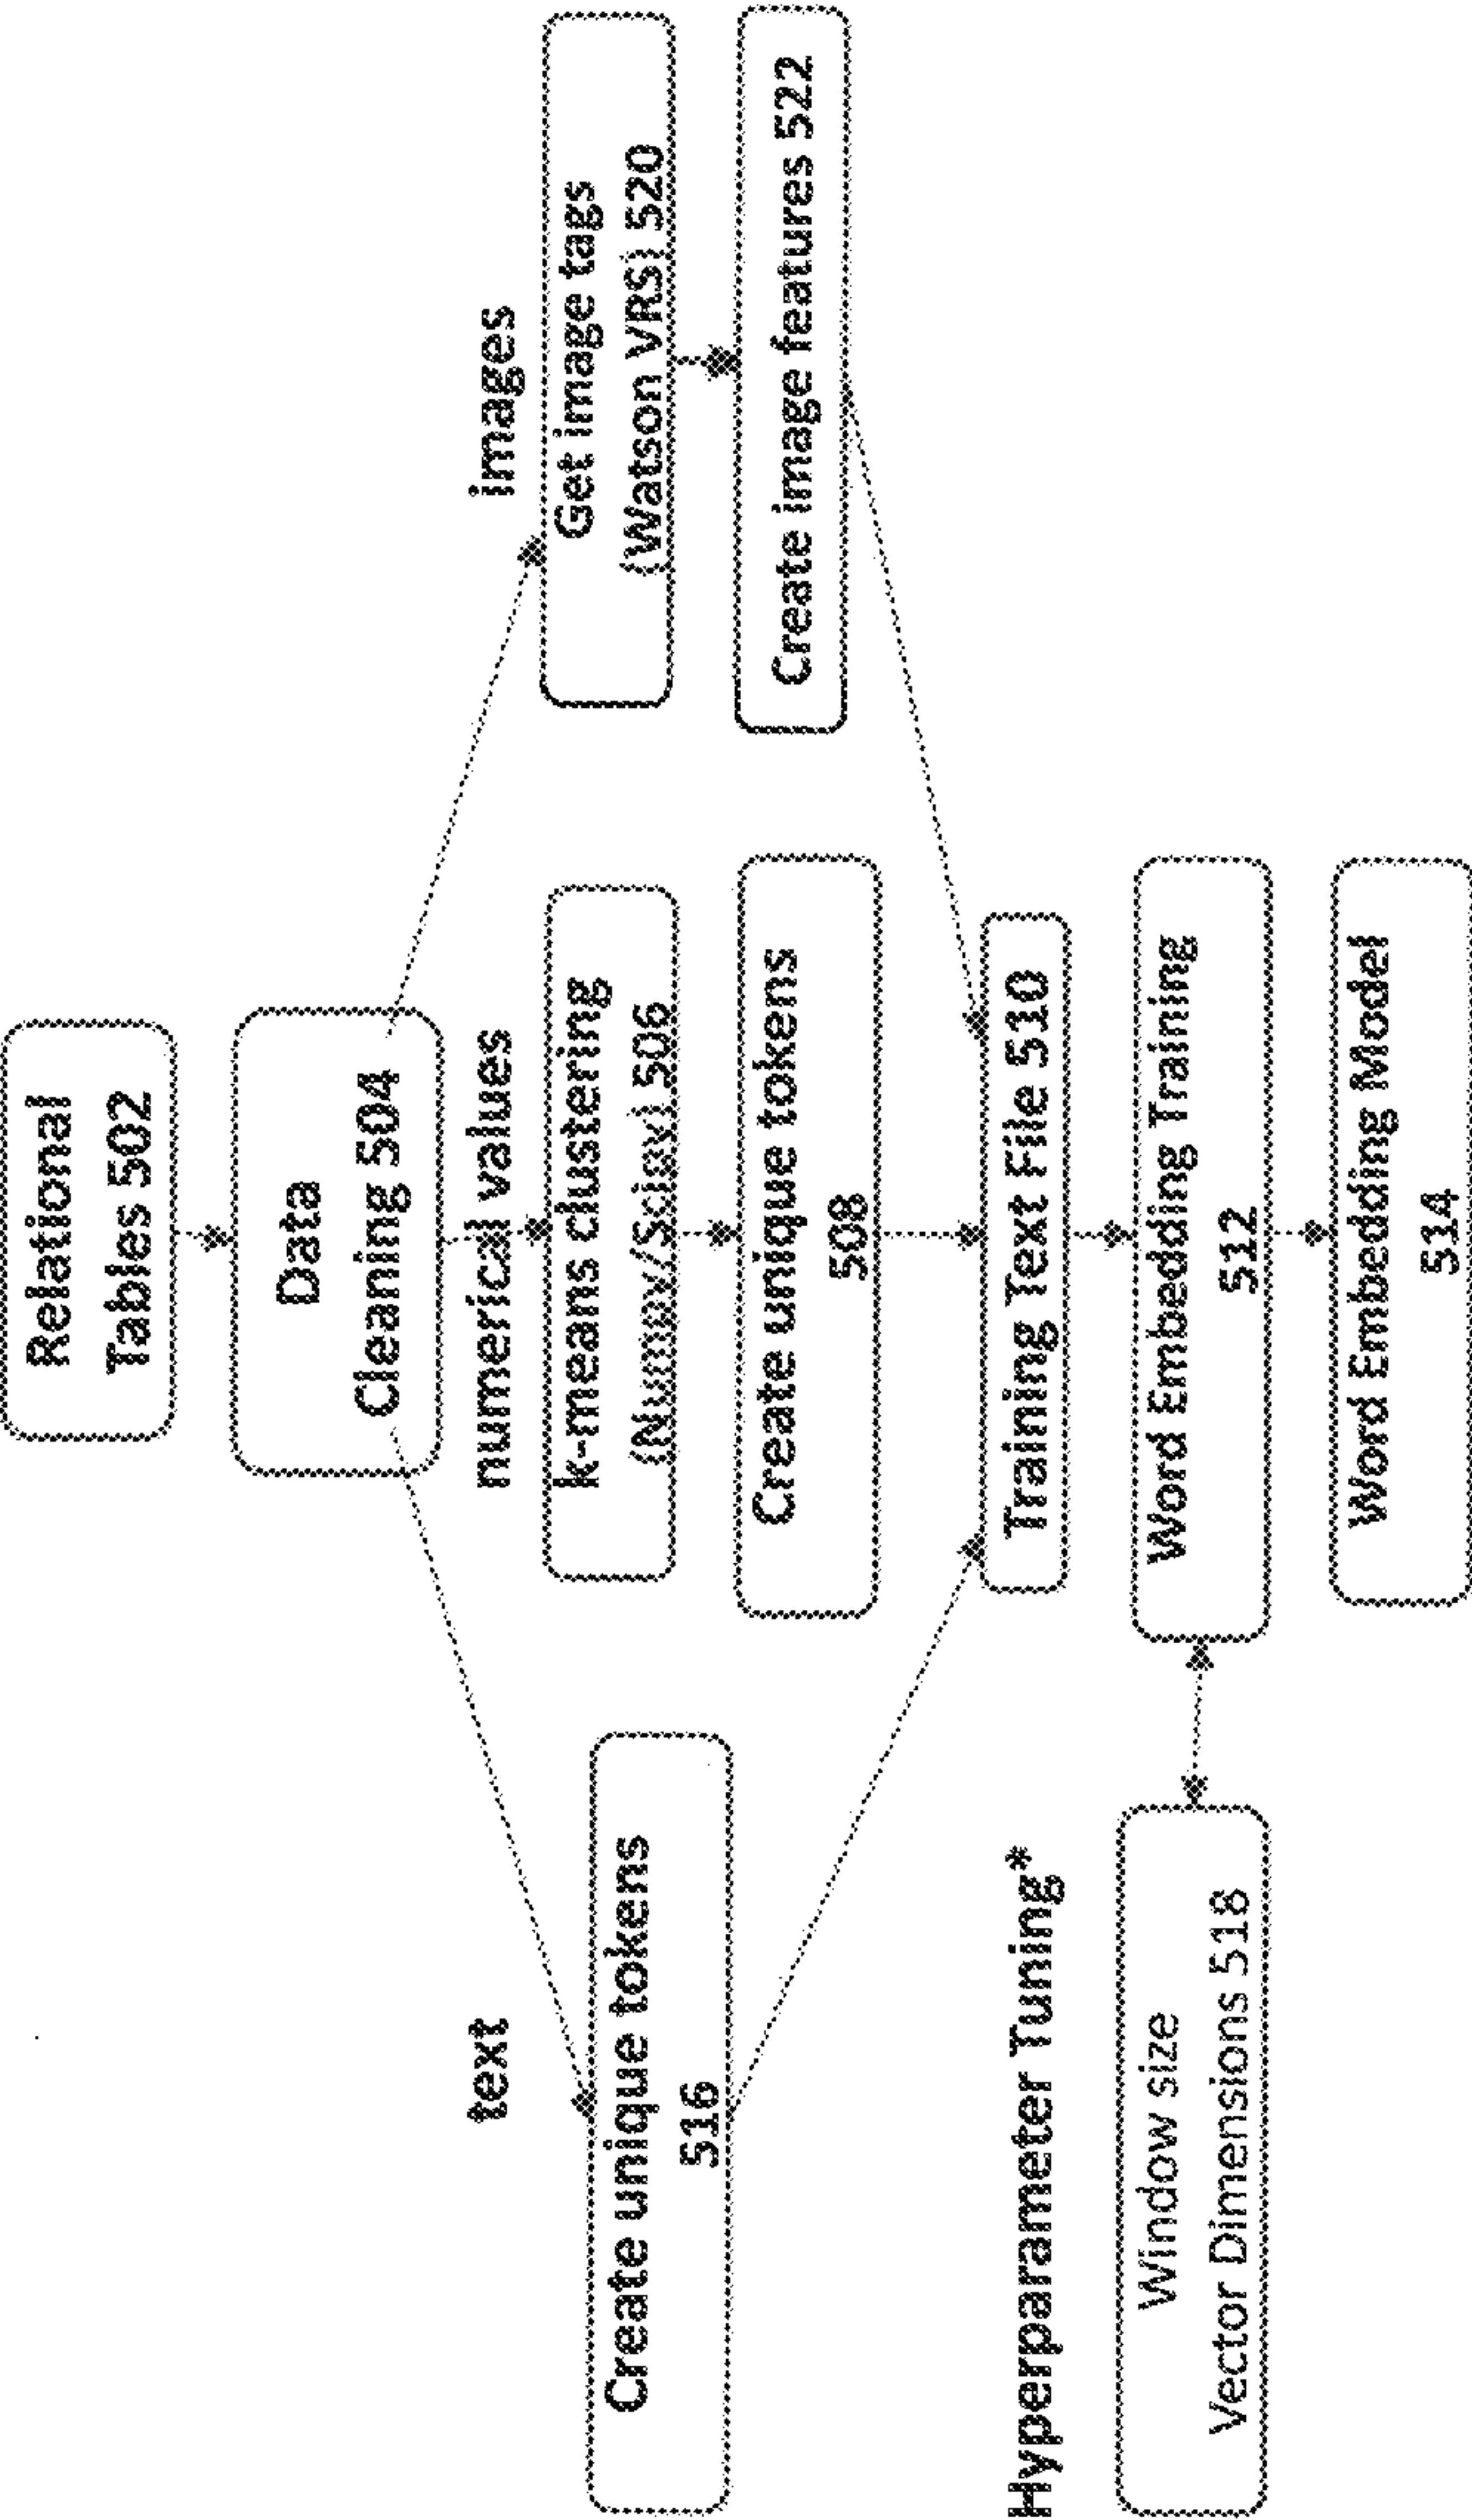 Relational
Tables 502
Data
Cleaning 504
text
numerical values
images
Create unique tokens
516
k-means clustering
(Numpy/Scipy) 506
Get image tags
(Watson VRS) 520
Create unique tokens
508
Create image features 522
Hyperparameter Tuning*
Training Text File 510
Window size
Vector Dimensions 518
Word Embedding Training
512
Word Embedding Model
514